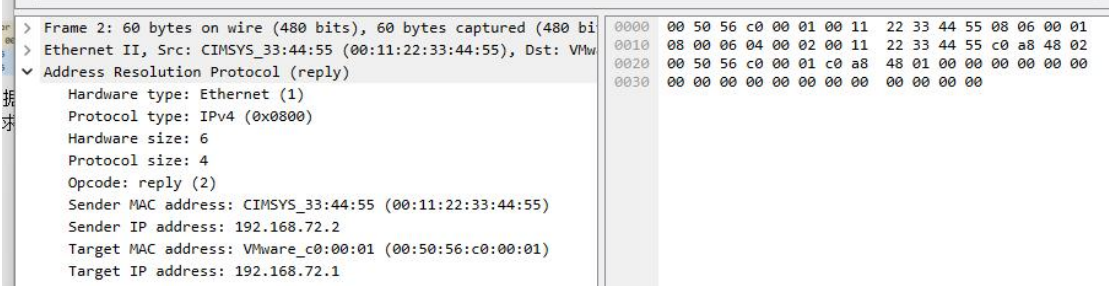 Frame 2: 60 bytes on wire (480 bits), 60 bytes captured (480 bi
Ethernet II, Src: CIMSYS_33:44:55 (00:11:22:33:44:55), Dst: VMw
Address Resolution Protocol (reply)
Hardware type: Ethernet (1)
Protocol type: IPv4 (0x0800)
Hardware size: 6
Protocol size: 4
Opcode: reply (2)
Sender MAC address: CIMSYS_33:44:55 (00:11:22:33:44:55)
Sender IP address: 192.168.72.2
Target MAC address: VMware_c0:00:01 (00:50:56:c0:00:01)
Target IP address: 192.168.72.1
0000 00 50 56 c0 00 01 00 11 22 33 44 55 08 06 00 01
0010 08 00 06 04 00 02 00 11 22 33 44 55 c0 a8 48 02
0020 00 50 56 c0 00 01 c0 a8 48 01 00 00 00 00 00 00
0030 00 00 00 00 00 00 00 00 00 00 00 00
据
求